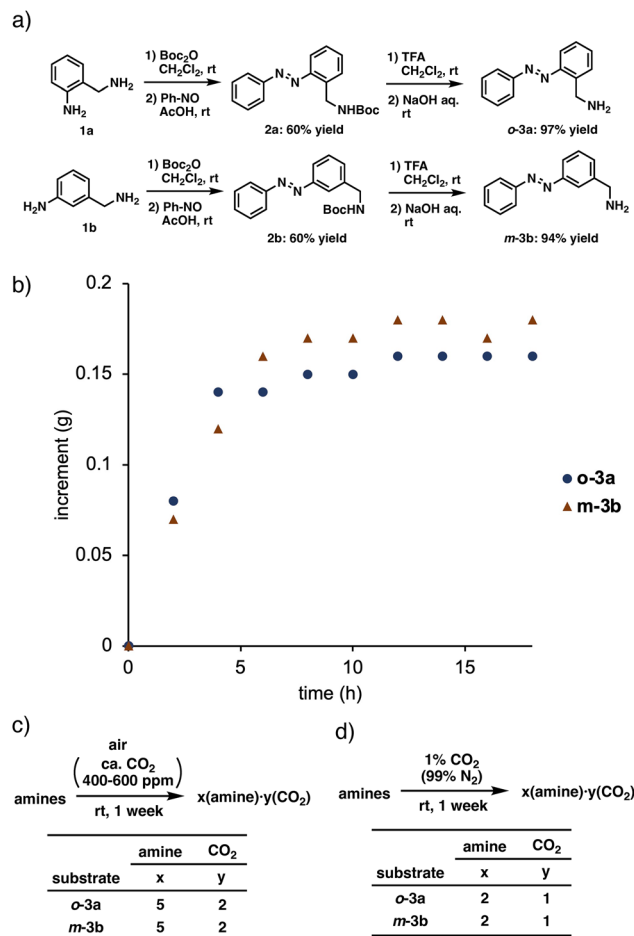 a)
1) Boc2O
CH2Cl2, rt
2) Ph-NO
AcOH, rt
NH2
NH2
1a
N
N
NHBoc
2a: 60% yield
1) TFA
CH2Cl2, rt
2) NaOH aq.
rt
N
N
NH2
o-3a: 97% yield
1) Boc2O
CH2Cl2, rt
2) Ph-NO
AcOH, rt
H2N
NH2
1b
N
N
BocHN
2b: 60% yield
1) TFA
CH2Cl2, rt
2) NaOH aq.
rt
N
N
NH2
m-3b: 94% yield
b)
0.2
0.15
0.1
0.05
0
increment (g)
0 5 10 15
time (h)
o-3a
m-3b
c)
air
ca. CO2
400-600 ppm
amines
rt, 1 week
x(amine)·y(CO2)
amine CO2
substrate x y
o-3a 5 2
m-3b 5 2
d)
1% CO2
(99% N2)
amines
rt, 1 week
x(amine)·y(CO2)
amine CO2
substrate x y
o-3a 2 1
m-3b 2 1